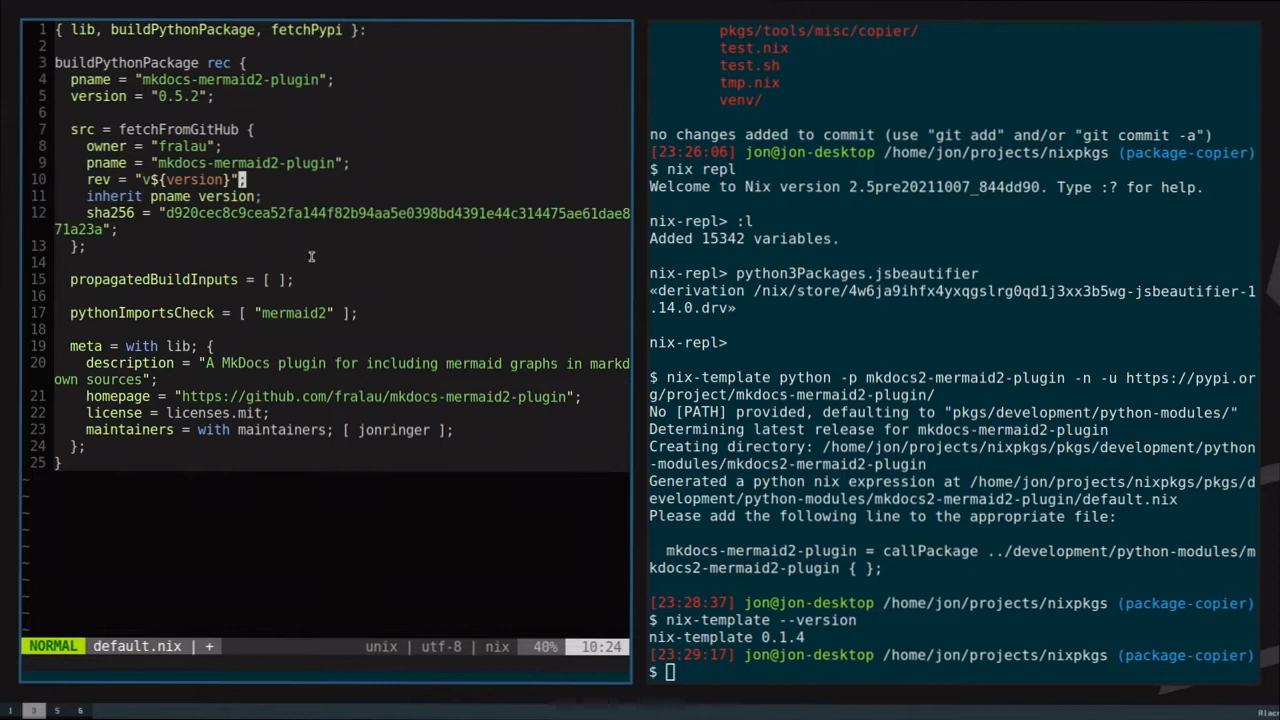 1 { lib, buildPythonPackage, fetchPypi }:
2
3 buildPythonPackage rec {
4   pname = "mkdocs-mermaid2-plugin";
5   version = "0.5.2";
6
7   src = fetchFromGitHub {
8     owner = "fralau";
9     pname = "mkdocs-mermaid2-plugin";
10     rev = "v${version}";
11     inherit pname version;
12     sha256 = "d920cec8c9cea52fa144f82b94aa5e0398bd4391e44c314475ae61dae8
71a23a";
13   };
14
15   propagatedBuildInputs = [ ];
16
17   pythonImportsCheck = [ "mermaid2" ];
18
19   meta = with lib; {
20     description = "A MkDocs plugin for including mermaid graphs in markd
own sources";
21     homepage = "https://github.com/fralau/mkdocs-mermaid2-plugin";
22     license = licenses.mit;
23     maintainers = with maintainers; [ jonringer ];
24   };
25 }
~
~
~
~
~
~
~
~
~
NORMAL default.nix | + unix | utf-8 | nix 40% 10:24
pkgs/tools/misc/copier/
test.nix
test.sh
tmp.nix
venv/
no changes added to commit (use "git add" and/or "git commit -a")
[23:26:06] jon@jon-desktop /home/jon/projects/nixpkgs (package-copier)
$ nix repl
Welcome to Nix version 2.5pre20211007_844dd90. Type :? for help.
nix-repl> :l
Added 15342 variables.
nix-repl> python3Packages.jsbeautifier
«derivation /nix/store/4w6ja9ihfx4yxqgslrg0qd1j3xx3b5wg-jsbeautifier-1
.14.0.drv»
nix-repl>
$ nix-template python -p mkdocs2-mermaid2-plugin -n -u https://pypi.or
g/project/mkdocs-mermaid2-plugin/
No [PATH] provided, defaulting to "pkgs/development/python-modules/"
Determining latest release for mkdocs-mermaid2-plugin
Creating directory: /home/jon/projects/nixpkgs/pkgs/development/python
-modules/mkdocs2-mermaid2-plugin
Generated a python nix expression at /home/jon/projects/nixpkgs/pkgs/d
evelopment/python-modules/mkdocs2-mermaid2-plugin/default.nix
Please add the following line to the appropriate file:
mkdocs-mermaid2-plugin = callPackage ../development/python-modules/m
kdocs2-mermaid2-plugin { };
[23:28:37] jon@jon-desktop /home/jon/projects/nixpkgs (package-copier)
$ nix-template --version
nix-template 0.1.4
[23:29:17] jon@jon-desktop /home/jon/projects/nixpkgs (package-copier)
$
1 3 5 6